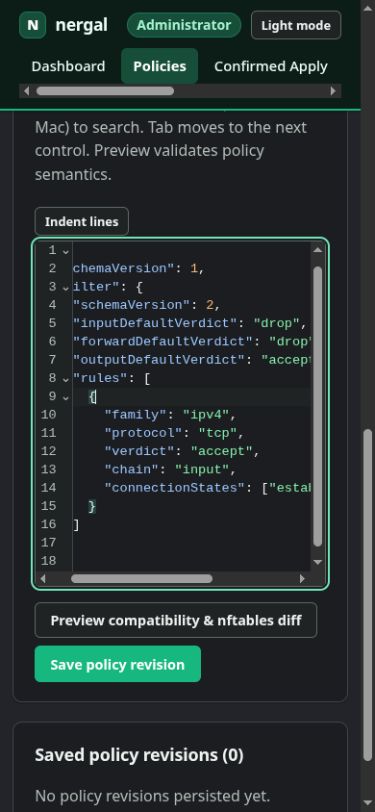 N nergal Administrator Light mode
Dashboard Policies Confirmed Apply
Mac) to search. Tab moves to the next
control. Preview validates policy
semantics.
Indent lines
1
2 chemaVersion": 1,
3 ilter": {
4 "schemaVersion": 2,
5 "inputDefaultVerdict": "drop",
6 "forwardDefaultVerdict": "drop"
7 "outputDefaultVerdict": "accept
8 "rules": [
9 {
10 "family": "ipv4",
11 "protocol": "tcp",
12 "verdict": "accept",
13 "chain": "input",
14 "connectionStates": ["estab
15 }
16 ]
17
18
Preview compatibility & nftables diff
Save policy revision
Saved policy revisions (0)
No policy revisions persisted yet.